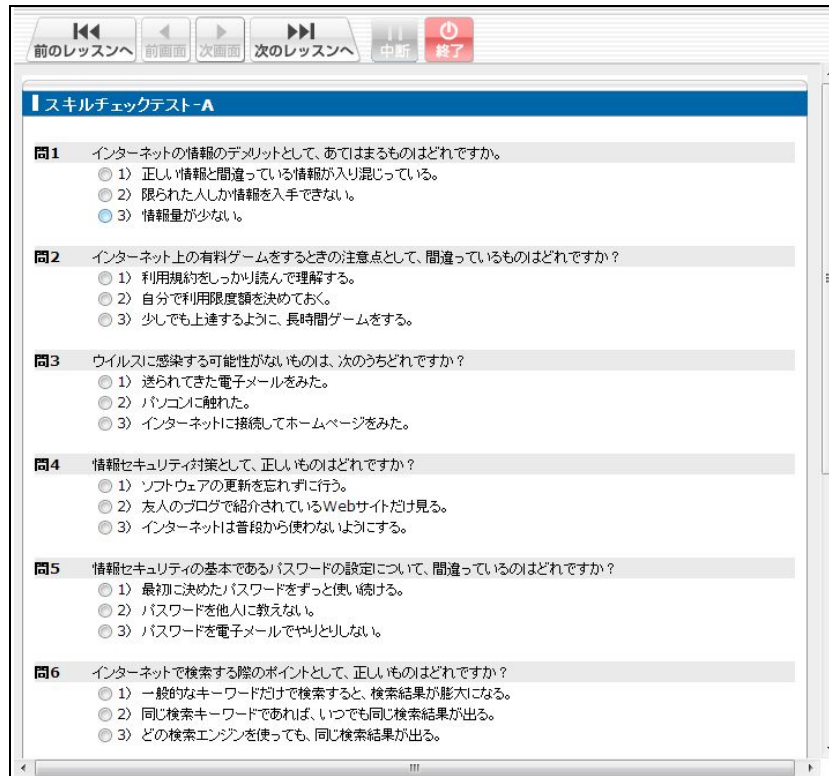 前のレッスンへ 前画面 次画面 次のレッスンへ 中断 終了
スキルチェックテスト-A
問1 インターネットの情報のデメリットとして、あてはまるものはどれですか。
1) 正しい情報と間違っている情報が入り混じっている。
2) 限られた人しか情報を入手できない。
3) 情報量が少ない。
問2 インターネット上の有料ゲームをするときの注意点として、間違っているものはどれですか？
1) 利用規約をしっかり読んで理解する。
2) 自分で利用限度額を決めておく。
3) 少しでも上達するように、長時間ゲームをする。
問3 ウイルスに感染する可能性がないものは、次のうちどれですか？
1) 送られてきた電子メールをみた。
2) パソコンに触れた。
3) インターネットに接続してホームページをみた。
問4 情報セキュリティ対策として、正しいものはどれですか？
1) ソフトウェアの更新を忘れずに行う。
2) 友人のブログで紹介されているWebサイトだけ見る。
3) インターネットは普段から使わないようにする。
問5 情報セキュリティの基本であるパスワードの設定について、間違っているのはどれですか？
1) 最初に決めたパスワードをずっと使い続ける。
2) パスワードを他人に教えない。
3) パスワードを電子メールでやりとりしない。
問6 インターネットで検索する際のポイントとして、正しいものはどれですか？
1) 一般的なキーワードだけで検索すると、検索結果が膨大になる。
2) 同じ検索キーワードであれば、いつでも同じ検索結果が出る。
3) どの検索エンジンを使っても、同じ検索結果が出る。